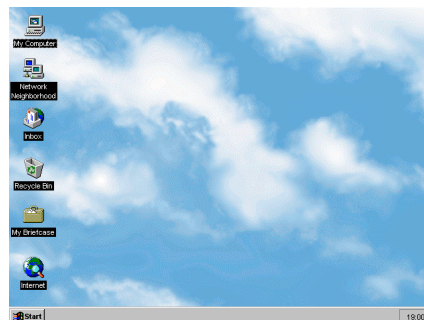 My Computer
Network
Neighborhood
Inbox
Recycle Bin
My Briefcase
Internet
Start
19:00